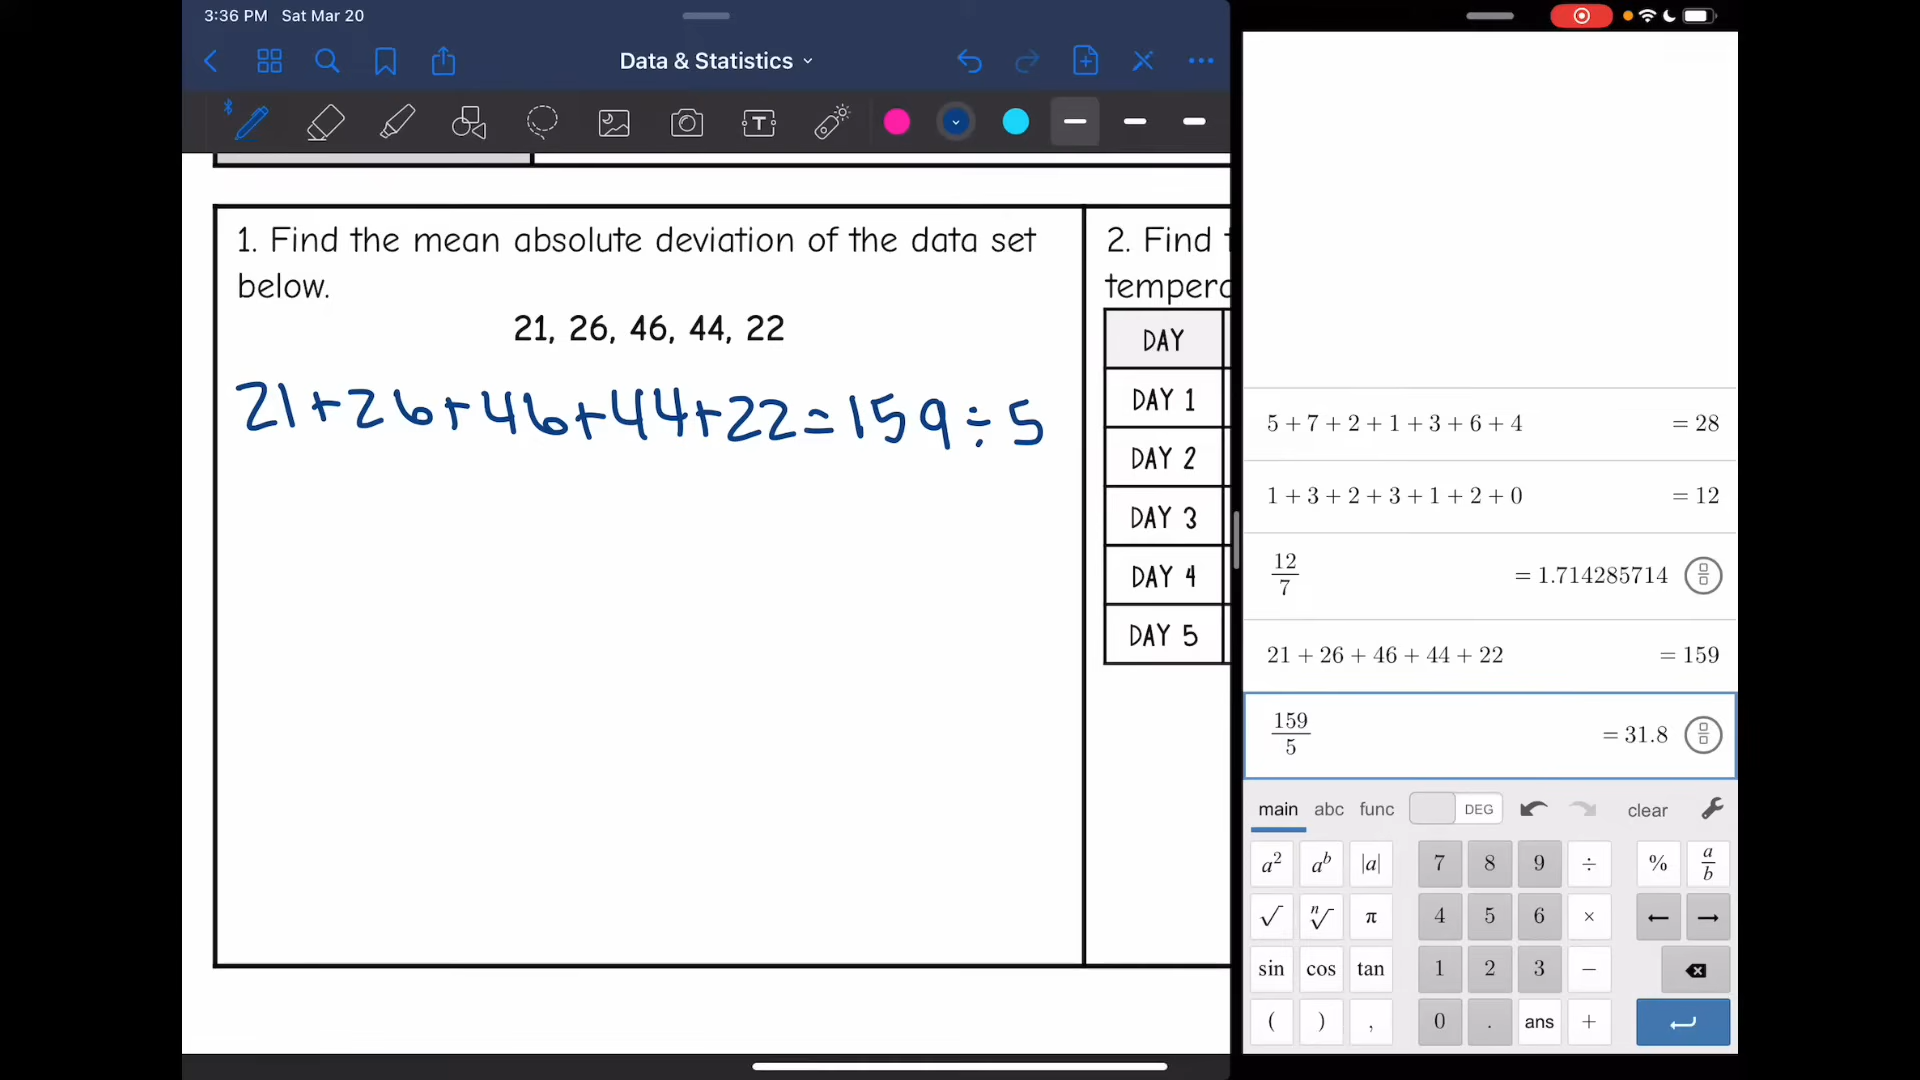 3:36 PM Sat Mar 20
Data & Statistics
T
1. Find the mean absolute deviation of the data set
below.
21, 26, 46, 44, 22
21+26+46+44+22=159÷5
2. Find
tempera
DAY
DAY 1
DAY 2
DAY 3
DAY 4
DAY 5
5+7+2+1+3+6+4 = 28
1+3+2+3+1+2+0 = 12
12/7 = 1.714285714
21+26+46+44+22 = 159
159/5 = 31.8
main abc func DEG clear
a² aᵇ |a| 7 8 9 ÷ % a/b
√ ⁿ√ π 4 5 6 × ← →
sin cos tan 1 2 3 −
( ) , 0 . ans +